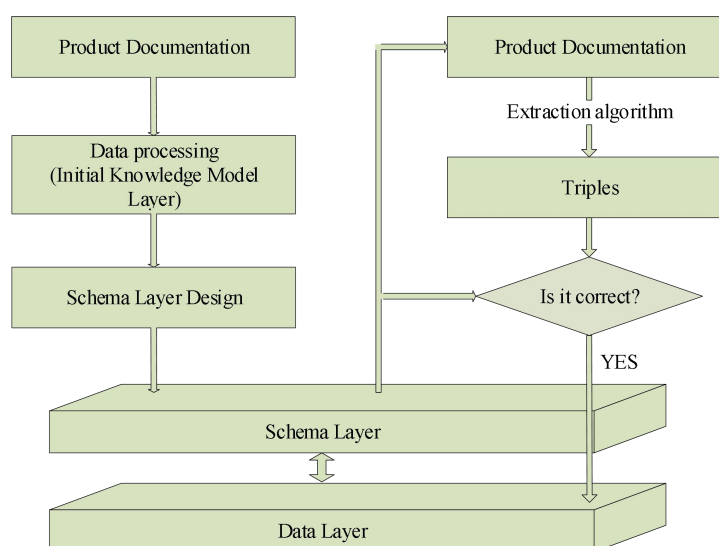 Product Documentation
Data processing
(Initial Knowledge Model
Layer)
Schema Layer Design
Product Documentation
Extraction algorithm
Triples
Is it correct?
YES
Schema Layer
Data Layer